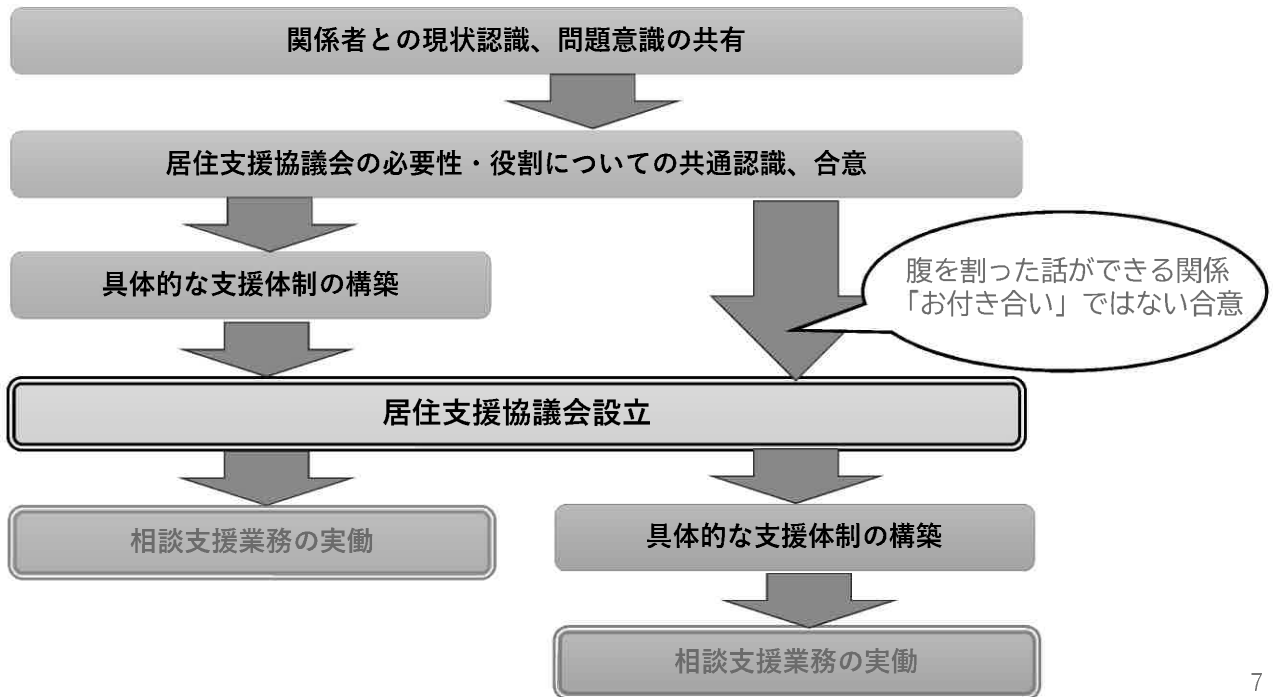 関係者との現状認識、問題意識の共有
居住支援協議会の必要性・役割についての共通認識、合意
具体的な支援体制の構築
腹を割った話ができる関係
「お付き合い」ではない合意
居住支援協議会設立
相談支援業務の実働
具体的な支援体制の構築
相談支援業務の実働
7